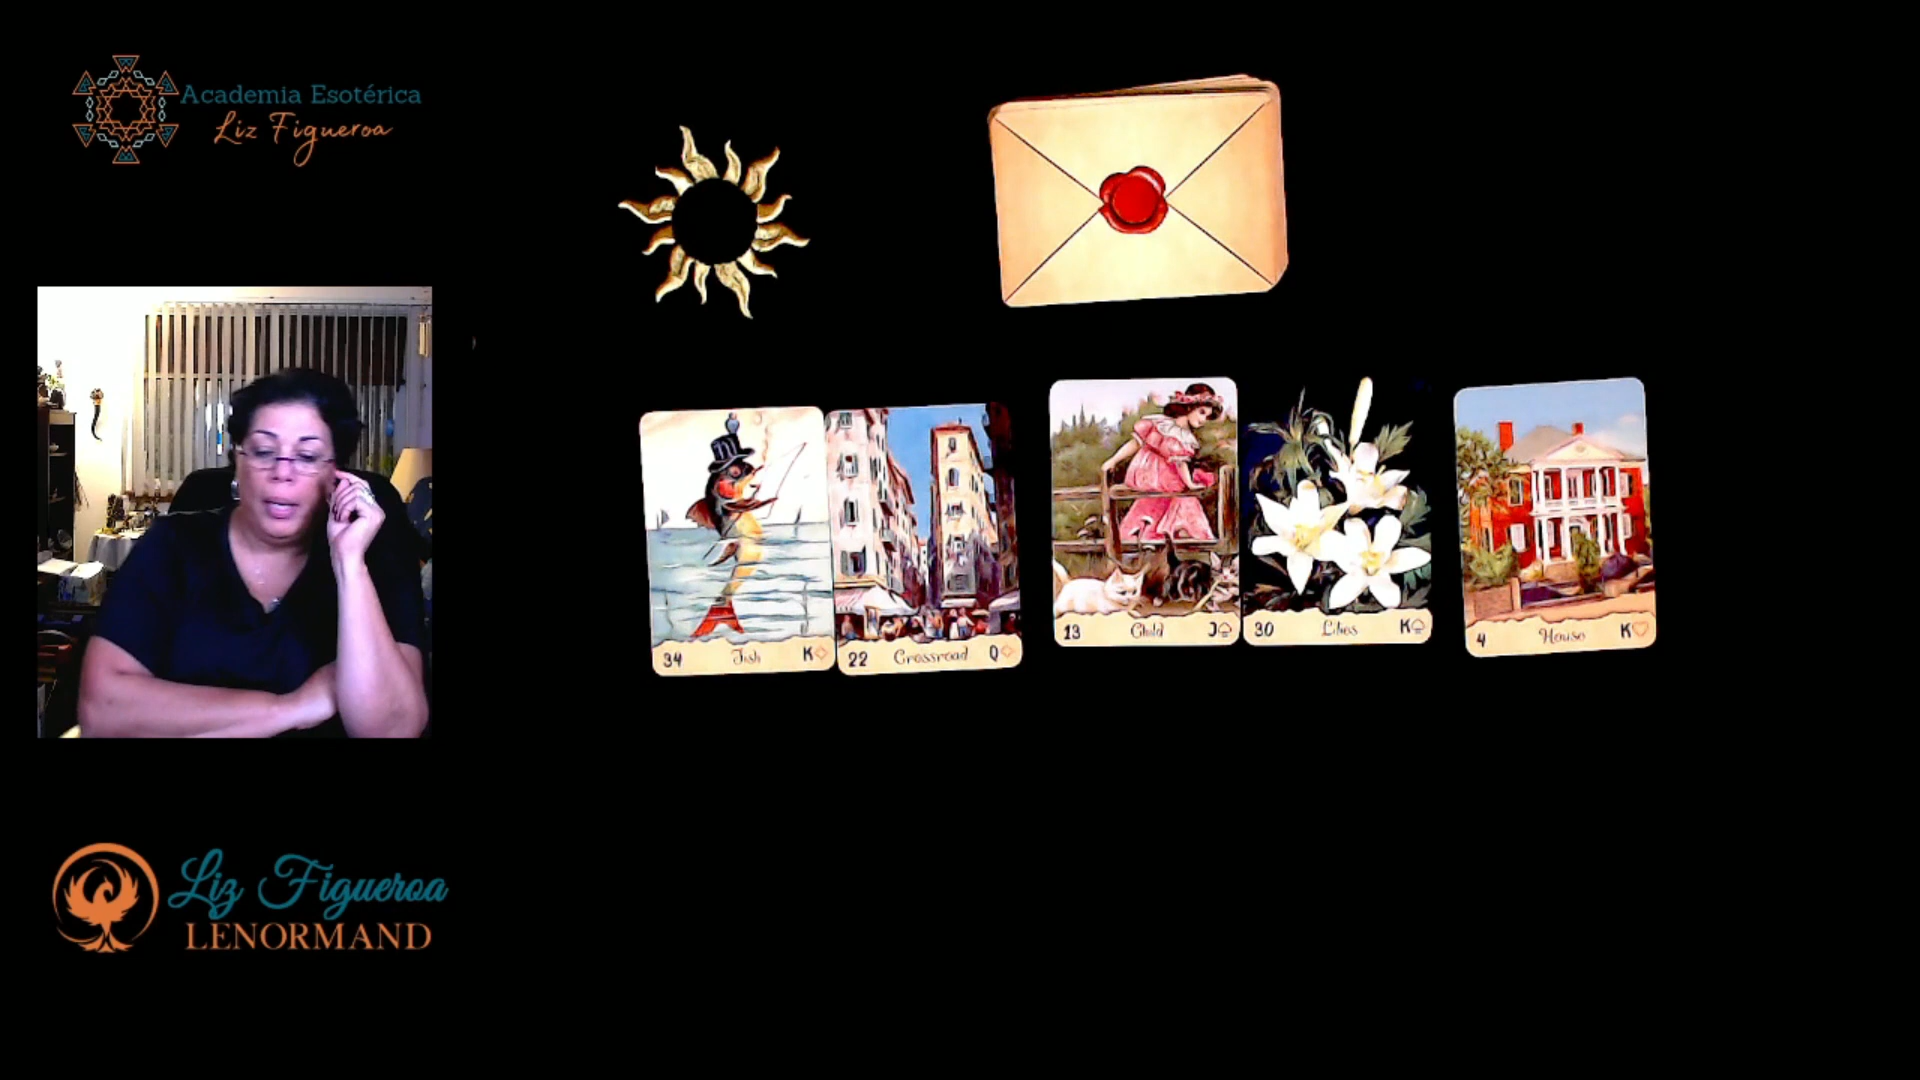 Academia Esotérica
Liz Figueroa
34 Fish K
22 Crossroad Q
13 Child J
30 Lilies K
4 House K
Liz Figueroa
LENORMAND